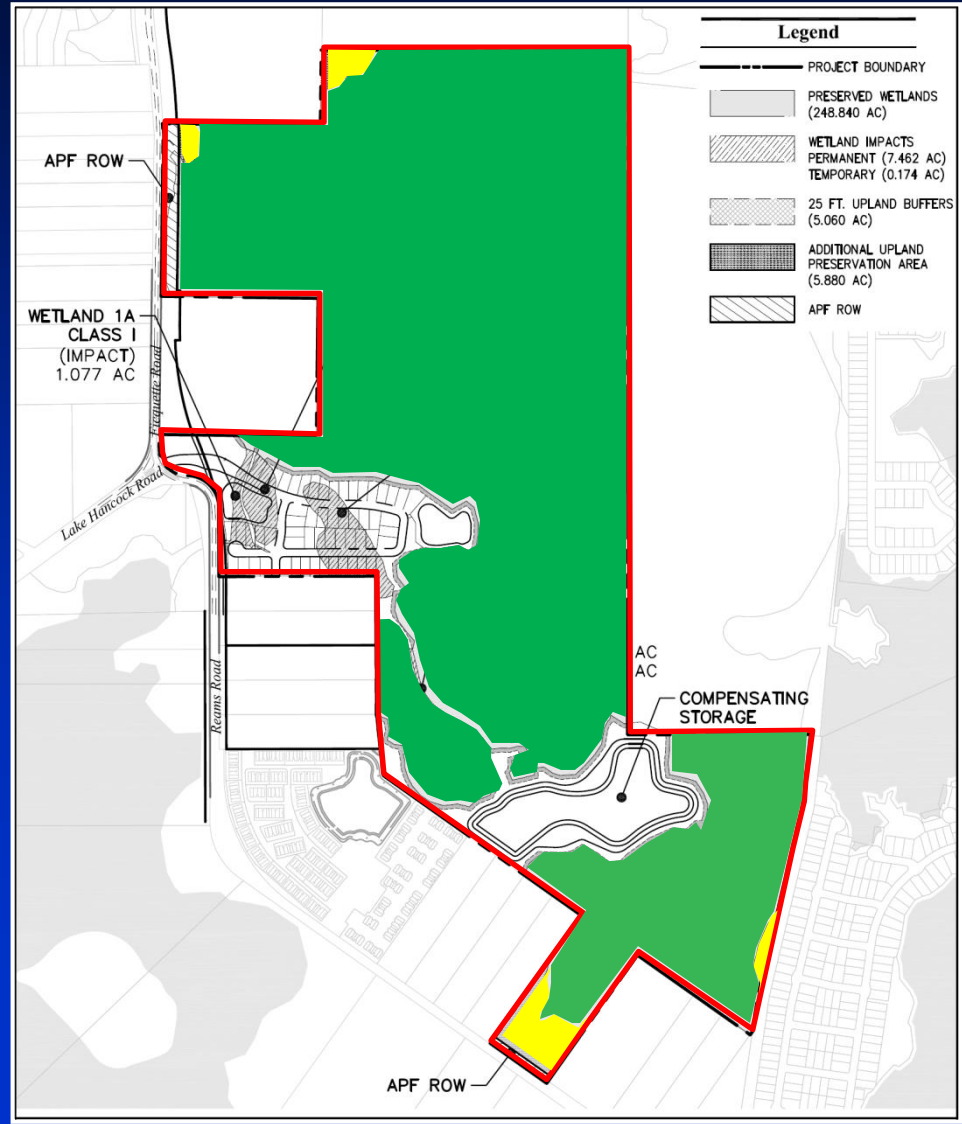 Legend
PROJECT BOUNDARY
PRESERVED WETLANDS
(248.840 AC)
WETLAND IMPACTS
PERMANENT (7.462 AC)
TEMPORARY (0.174 AC)
25 FT. UPLAND BUFFERS
(5.060 AC)
ADDITIONAL UPLAND
PRESERVATION AREA
(5.880 AC)
APF ROW
APF ROW
WETLAND 1A
CLASS I
(IMPACT)
1.077 AC
Ficquette Road
Lake Hancock Road
Reams Road
AC
AC
COMPENSATING
STORAGE
APF ROW